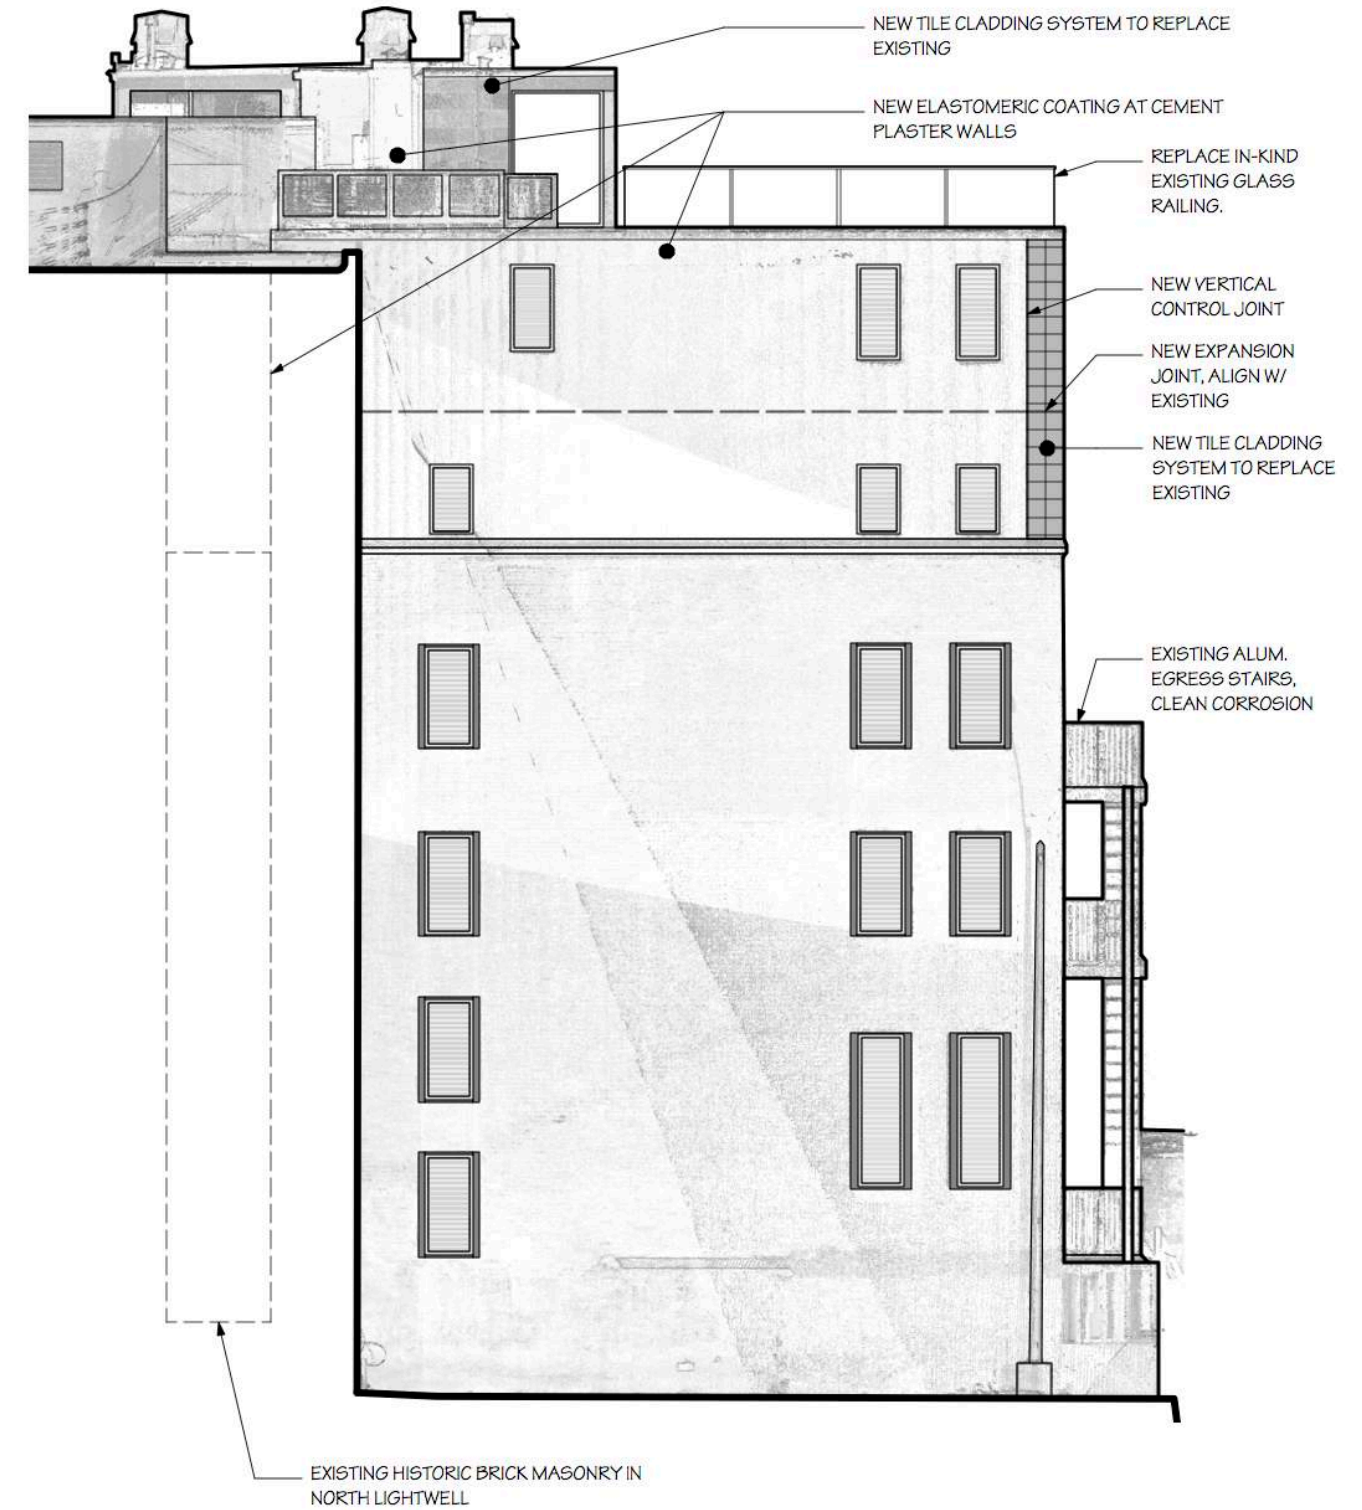 NEW TILE CLADDING SYSTEM TO REPLACE
EXISTING
NEW ELASTOMERIC COATING AT CEMENT
PLASTER WALLS
REPLACE IN-KIND
EXISTING GLASS
RAILING.
NEW VERTICAL
CONTROL JOINT
NEW EXPANSION
JOINT, ALIGN W/
EXISTING
NEW TILE CLADDING
SYSTEM TO REPLACE
EXISTING
EXISTING ALUM.
EGRESS STAIRS,
CLEAN CORROSION
EXISTING HISTORIC BRICK MASONRY IN
NORTH LIGHTWELL